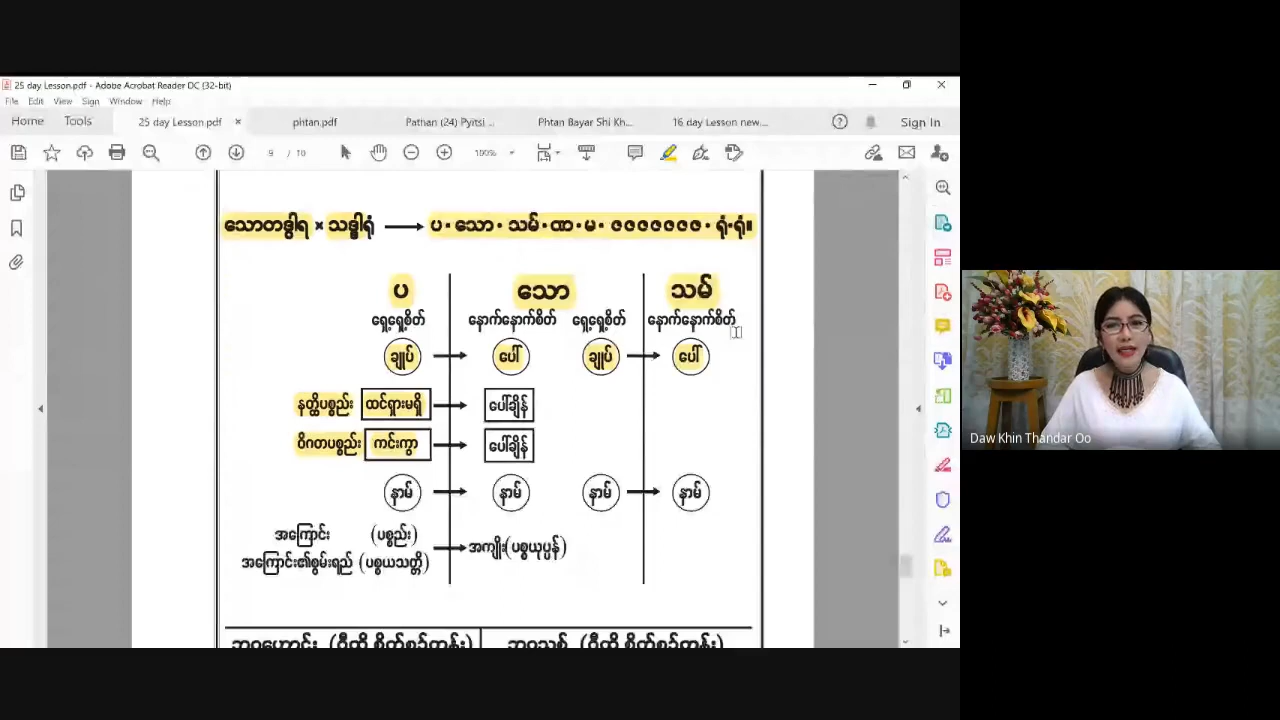 25 day Lesson.pdf - Adobe Acrobat Reader DC (32-bit)
File Edit View Sign Window Help
Home Tools 25 day Lesson.pdf × phtan.pdf Pathan (24) Pyitsi ... Phtan Bayar Shi Kh... 16 day Lesson new.... Sign In
9 / 10 190%
သောတဒွါရ × သဒ္ဒါရုံ ⟶ ပ · သော · သမ် · ဏ · မ · ဇဇဇဇဇဇဇ · ရုံ · ရုံ။
ပ သော သမ်
ရှေ့ရှေ့စိတ် နောက်နောက်စိတ် ရှေ့ရှေ့စိတ် နောက်နောက်စိတ်
ချုပ် → ပေါ် ချုပ် → ပေါ်
နတ္ထိပစ္စည်း ထင်ရှားမရှိ → ပေါ်ချိန်
ဝိဂတပစ္စည်း ကင်းကွာ → ပေါ်ချိန်
နာမ် → နာမ် နာမ် → နာမ်
အကြောင်း (ပစ္စည်း)
→ အကျိုး(ပစ္စယုပ္ပန်)
အကြောင်း၏စွမ်းရည် (ပစ္စယသတ္တိ)
Daw Khin Thandar Oo